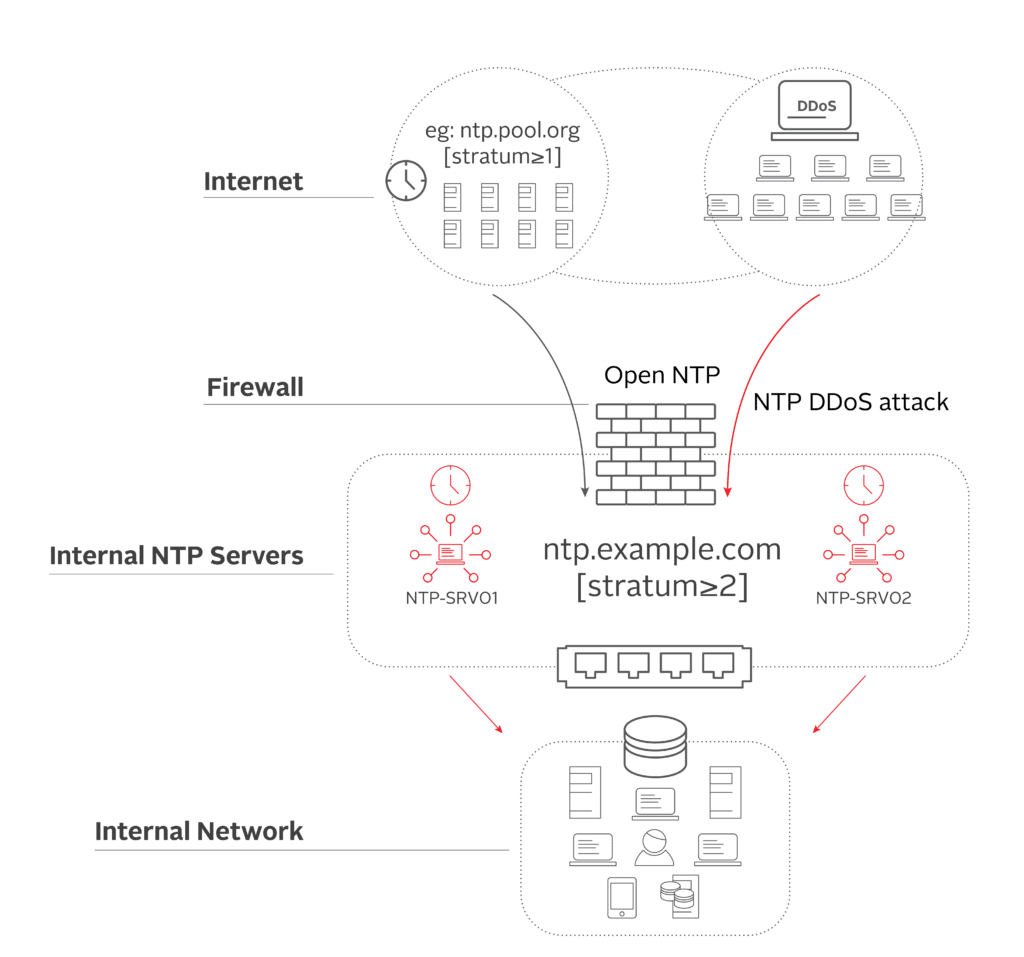 DDoS
eg: ntp.pool.org
[stratum≥1]
Internet
Open NTP
Firewall
NTP DDoS attack
Internal NTP Servers
ntp.example.com
[stratum≥2]
NTP-SRV01
NTP-SRV02
Internal Network